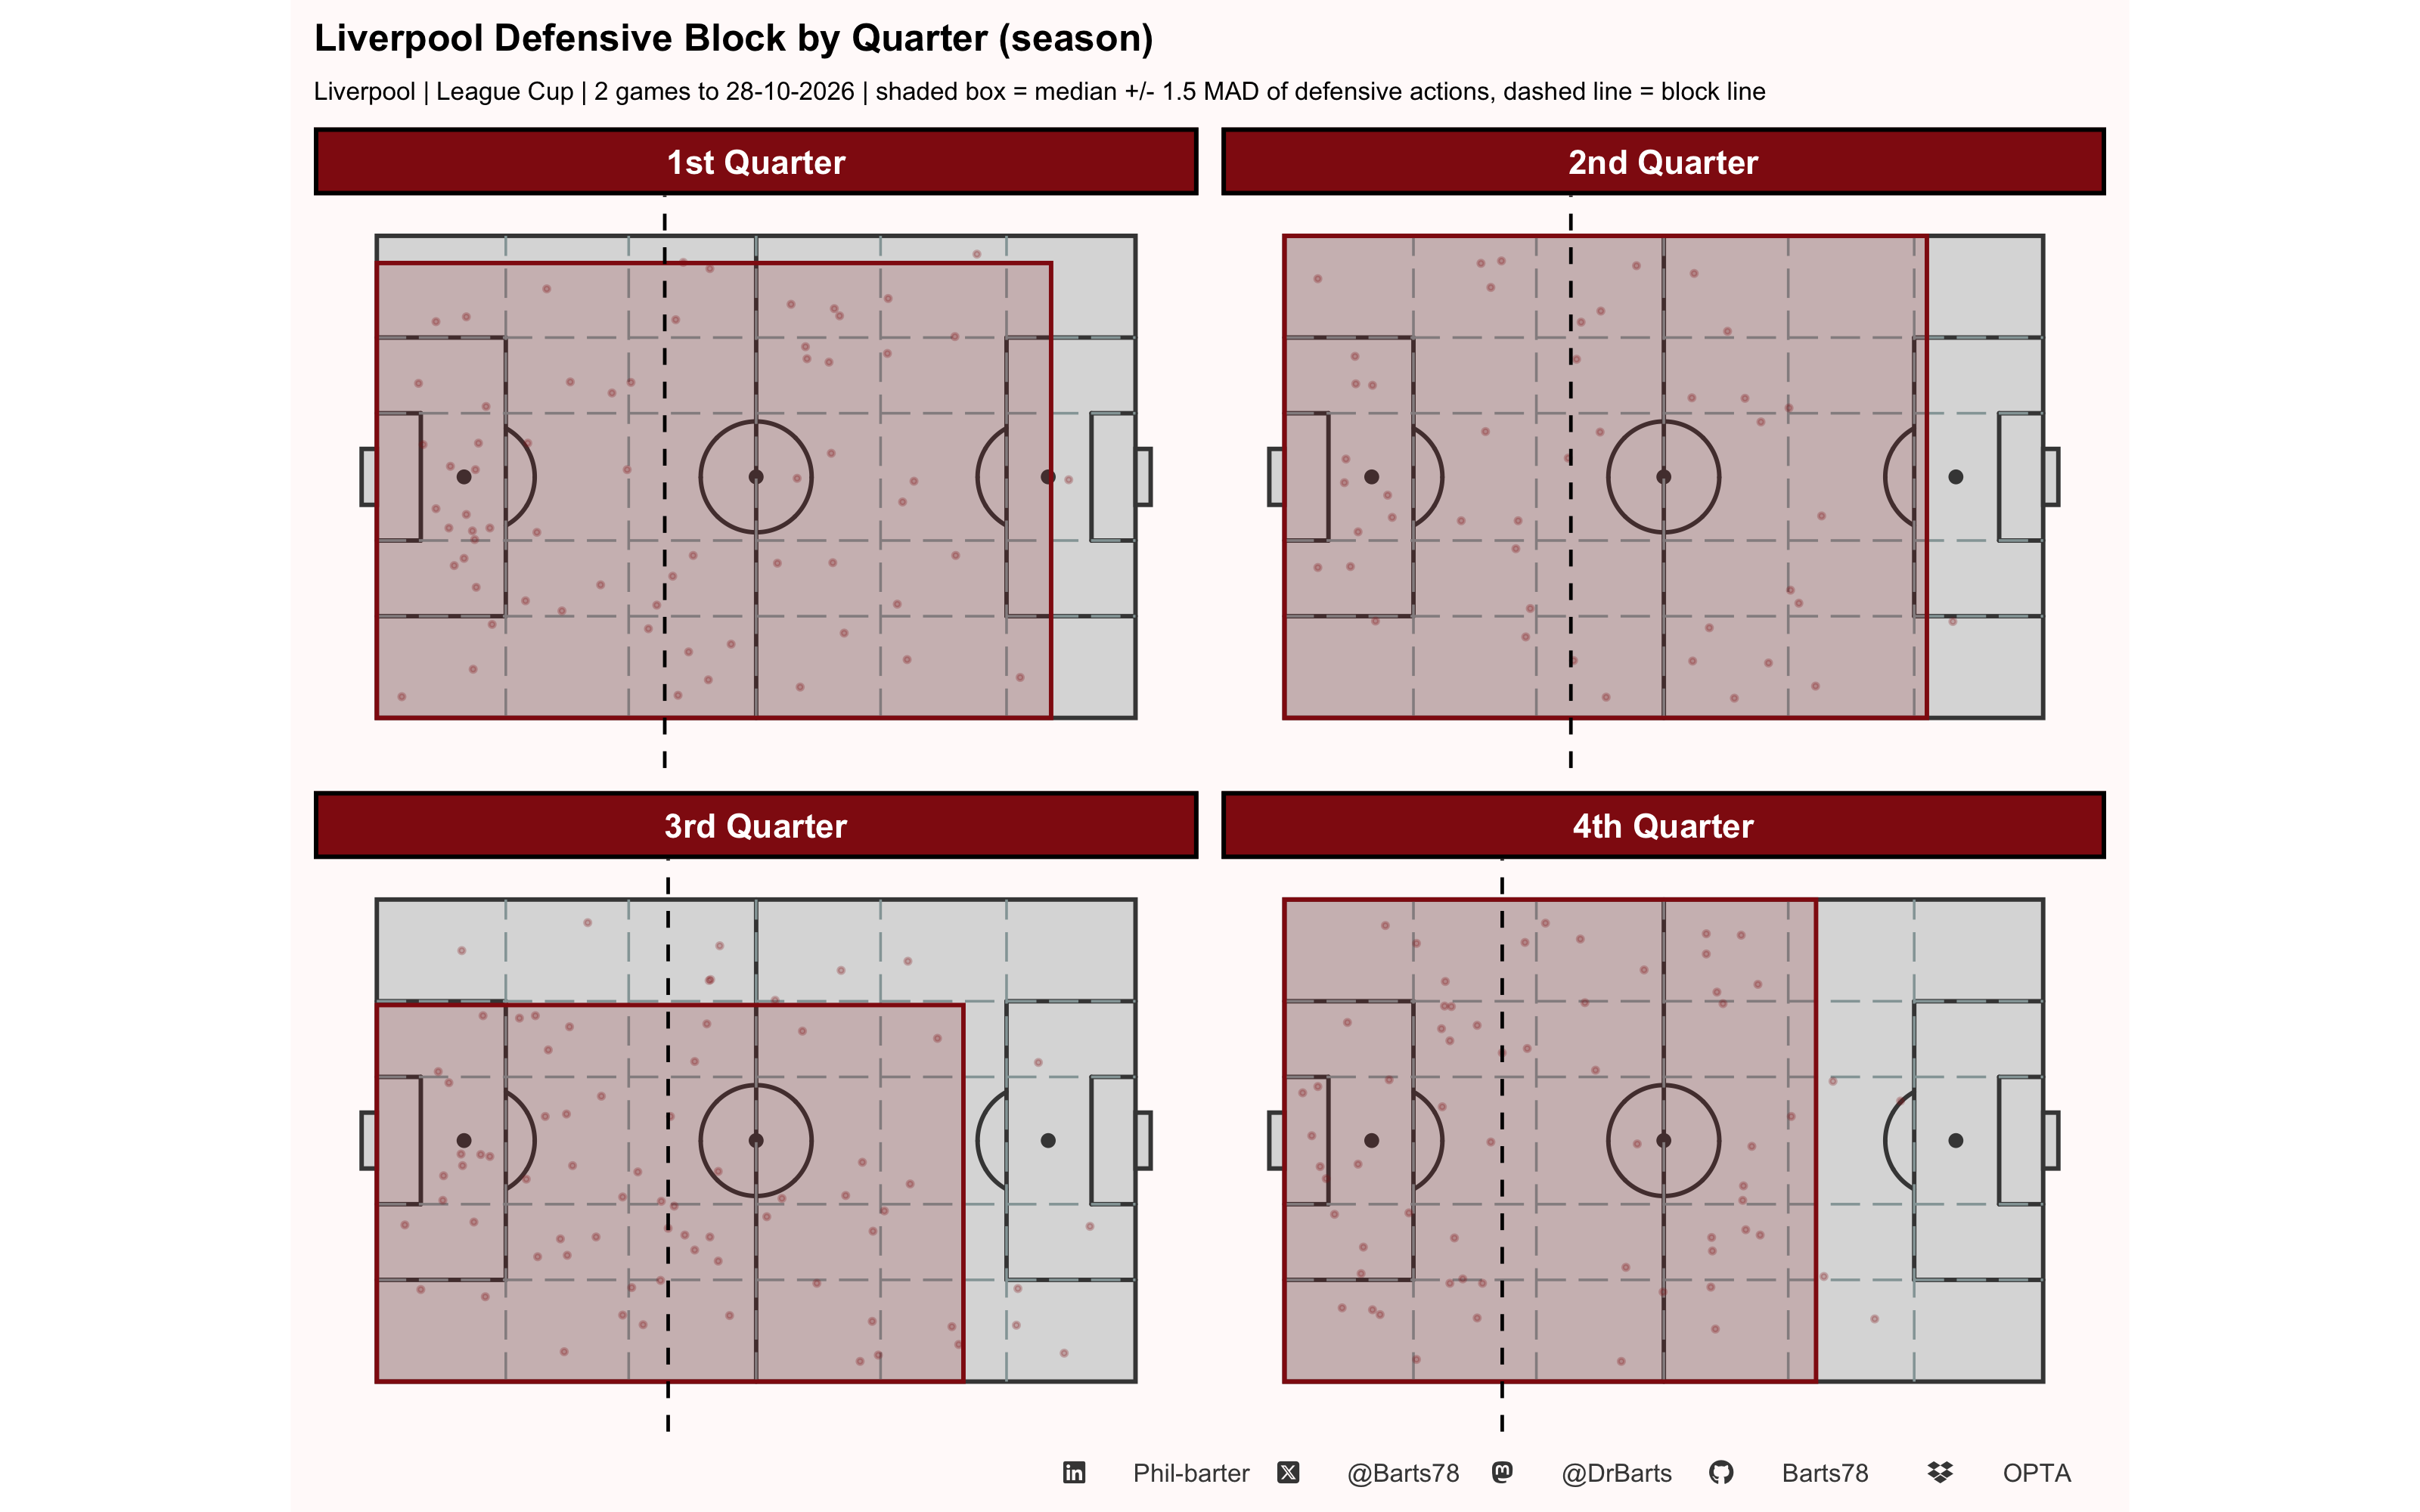 Liverpool Defensive Block by Quarter (season)
Liverpool | League Cup | 2 games to 28-10-2026 | shaded box = median +/- 1.5 MAD of defensive actions, dashed line = block line
1st Quarter
2nd Quarter
3rd Quarter
4th Quarter
Phil-barter @Barts78 @DrBarts Barts78 OPTA